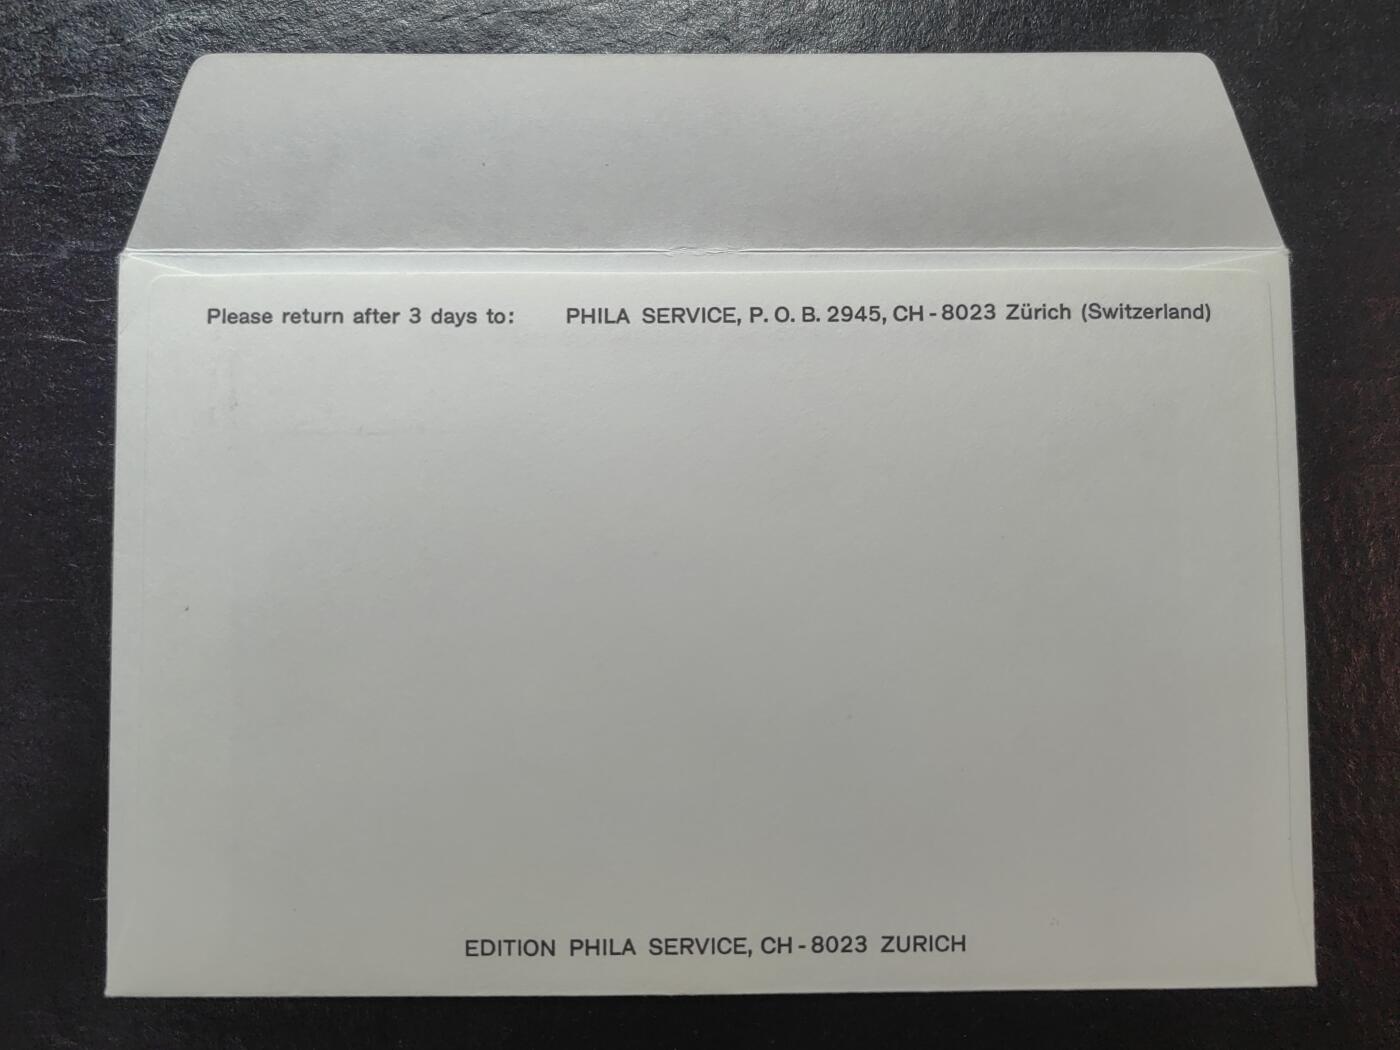 Please return after 3 days to: PHILA SERVICE, P. O. B. 2945, CH - 8023 Zürich (Switzerland)
EDITION PHILA SERVICE, CH - 8023 ZURICH